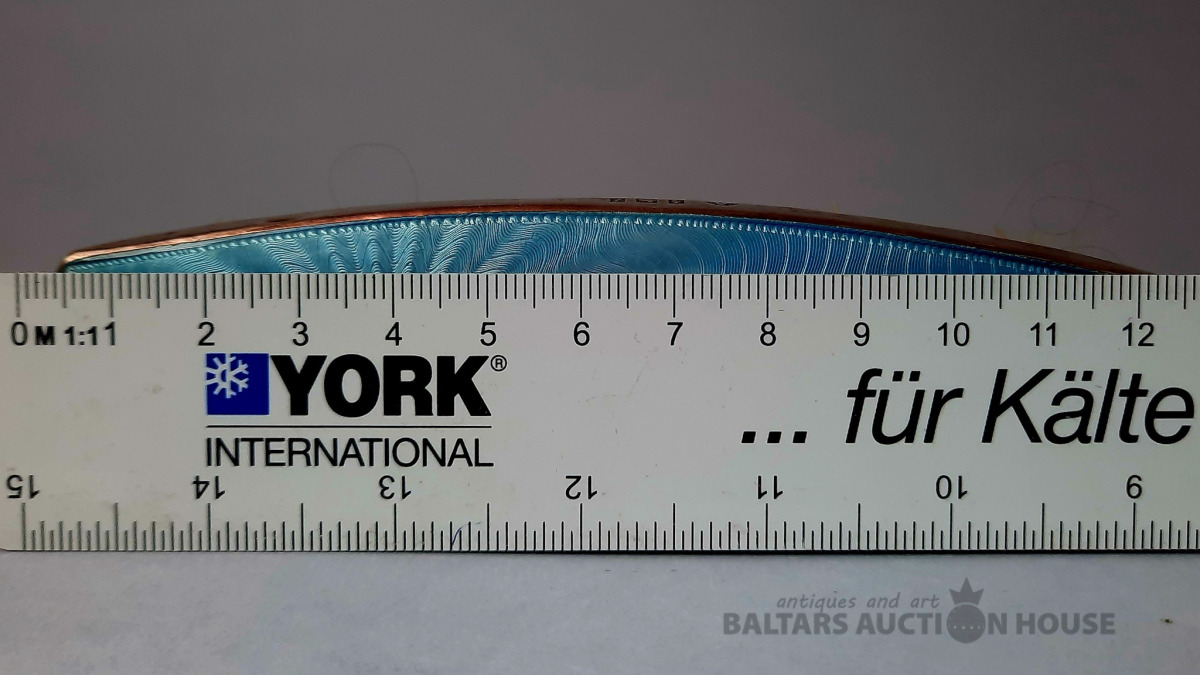 0 M 1:1 1 2 3 4 5 6 7 8 9 10 11 12
YORK®
INTERNATIONAL
... für Kälte
15 14 13 12 11 10 9
antiques and art
BALTARS AUCTION HOUSE